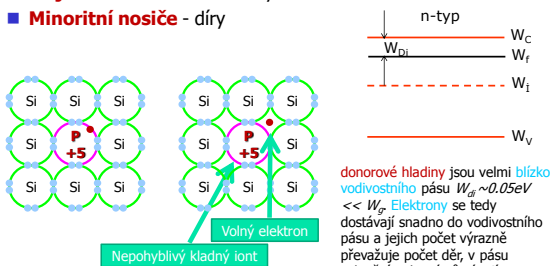 Minoritní nosiče - díry
Si Si Si
Si P +5 Si
Si Si Si
Si Si Si
Si P +5 Si
Si Si Si
Volný elektron
Nepohyblivý kladný iont
n-typ
W_C
W_Di
W_f
W_i
W_V
donorové hladiny jsou velmi blízko
vodivostního pásu W_di ~0.05eV
<< W_g. Elektrony se tedy
dostávají snadno do vodivostního
pásu a jejich počet výrazně
převažuje počet děr, v pásu